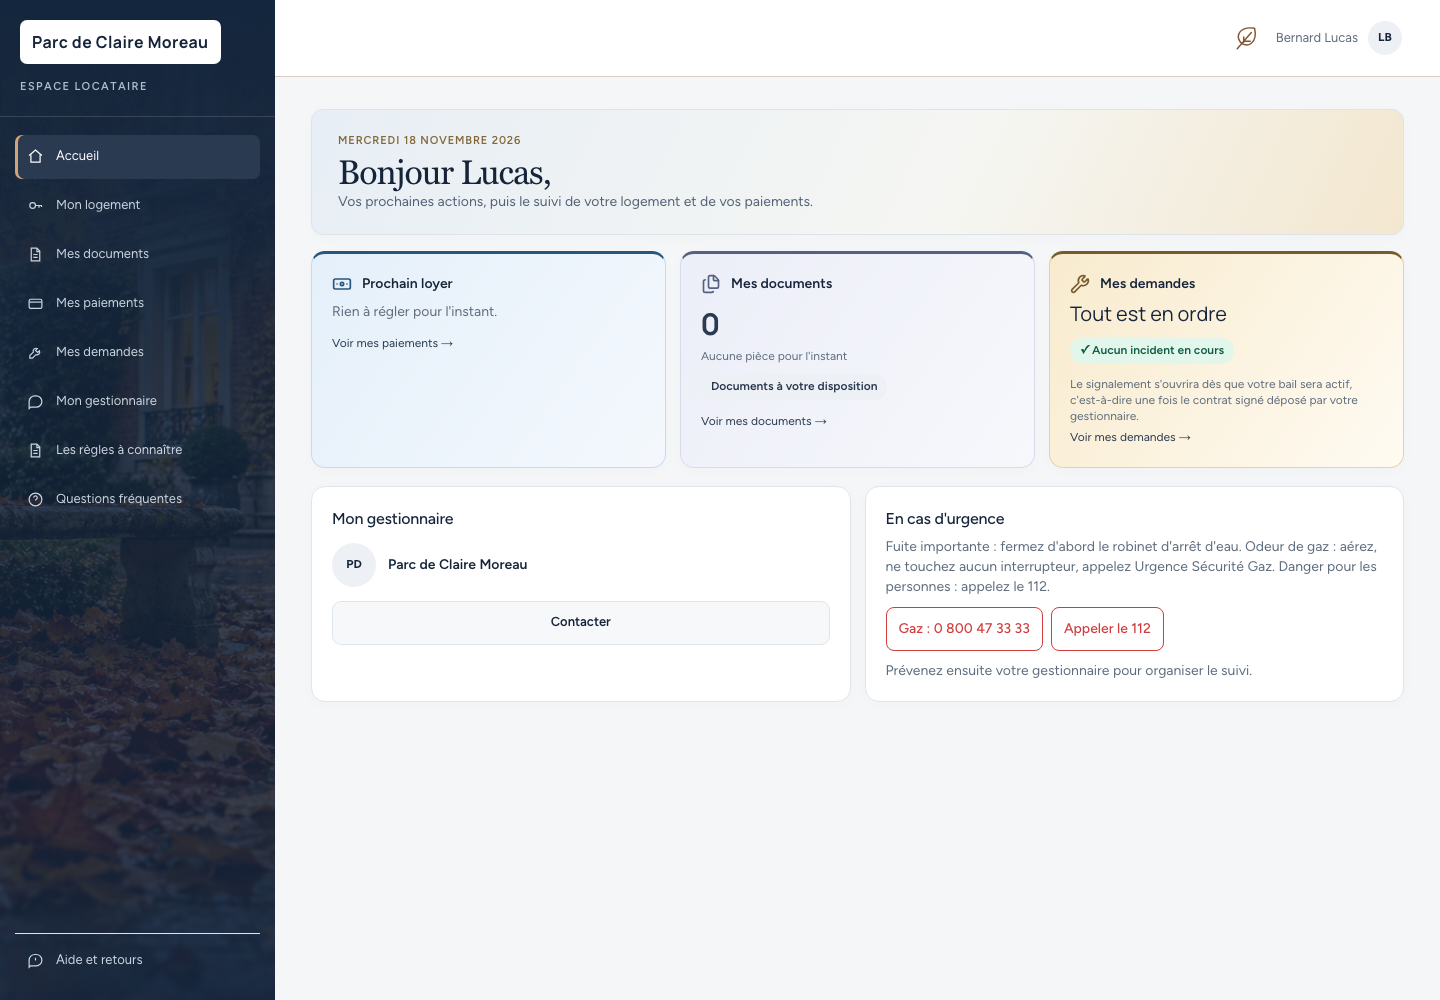 Parc de Claire Moreau
ESPACE LOCATAIRE
Accueil
Mon logement
Mes documents
Mes paiements
Mes demandes
Mon gestionnaire
Les règles à connaître
Questions fréquentes
Aide et retours
Bernard Lucas
LB
MERCREDI 18 NOVEMBRE 2026
Bonjour Lucas,
Vos prochaines actions, puis le suivi de votre logement et de vos paiements.
Prochain loyer
Rien à régler pour l'instant.
Voir mes paiements →
Mes documents
0
Aucune pièce pour l'instant
Documents à votre disposition
Voir mes documents →
Mes demandes
Tout est en ordre
✓ Aucun incident en cours
Le signalement s'ouvrira dès que votre bail sera actif,
c'est-à-dire une fois le contrat signé déposé par votre
gestionnaire.
Voir mes demandes →
Mon gestionnaire
PD
Parc de Claire Moreau
Contacter
En cas d'urgence
Fuite importante : fermez d'abord le robinet d'arrêt d'eau. Odeur de gaz : aérez,
ne touchez aucun interrupteur, appelez Urgence Sécurité Gaz. Danger pour les
personnes : appelez le 112.
Gaz : 0 800 47 33 33
Appeler le 112
Prévenez ensuite votre gestionnaire pour organiser le suivi.